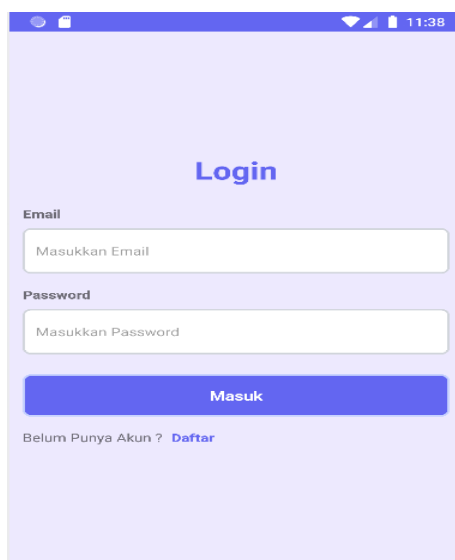 11:38
Login
Email
Masukkan Email
Password
Masukkan Password
Masuk
Belum Punya Akun ? Daftar